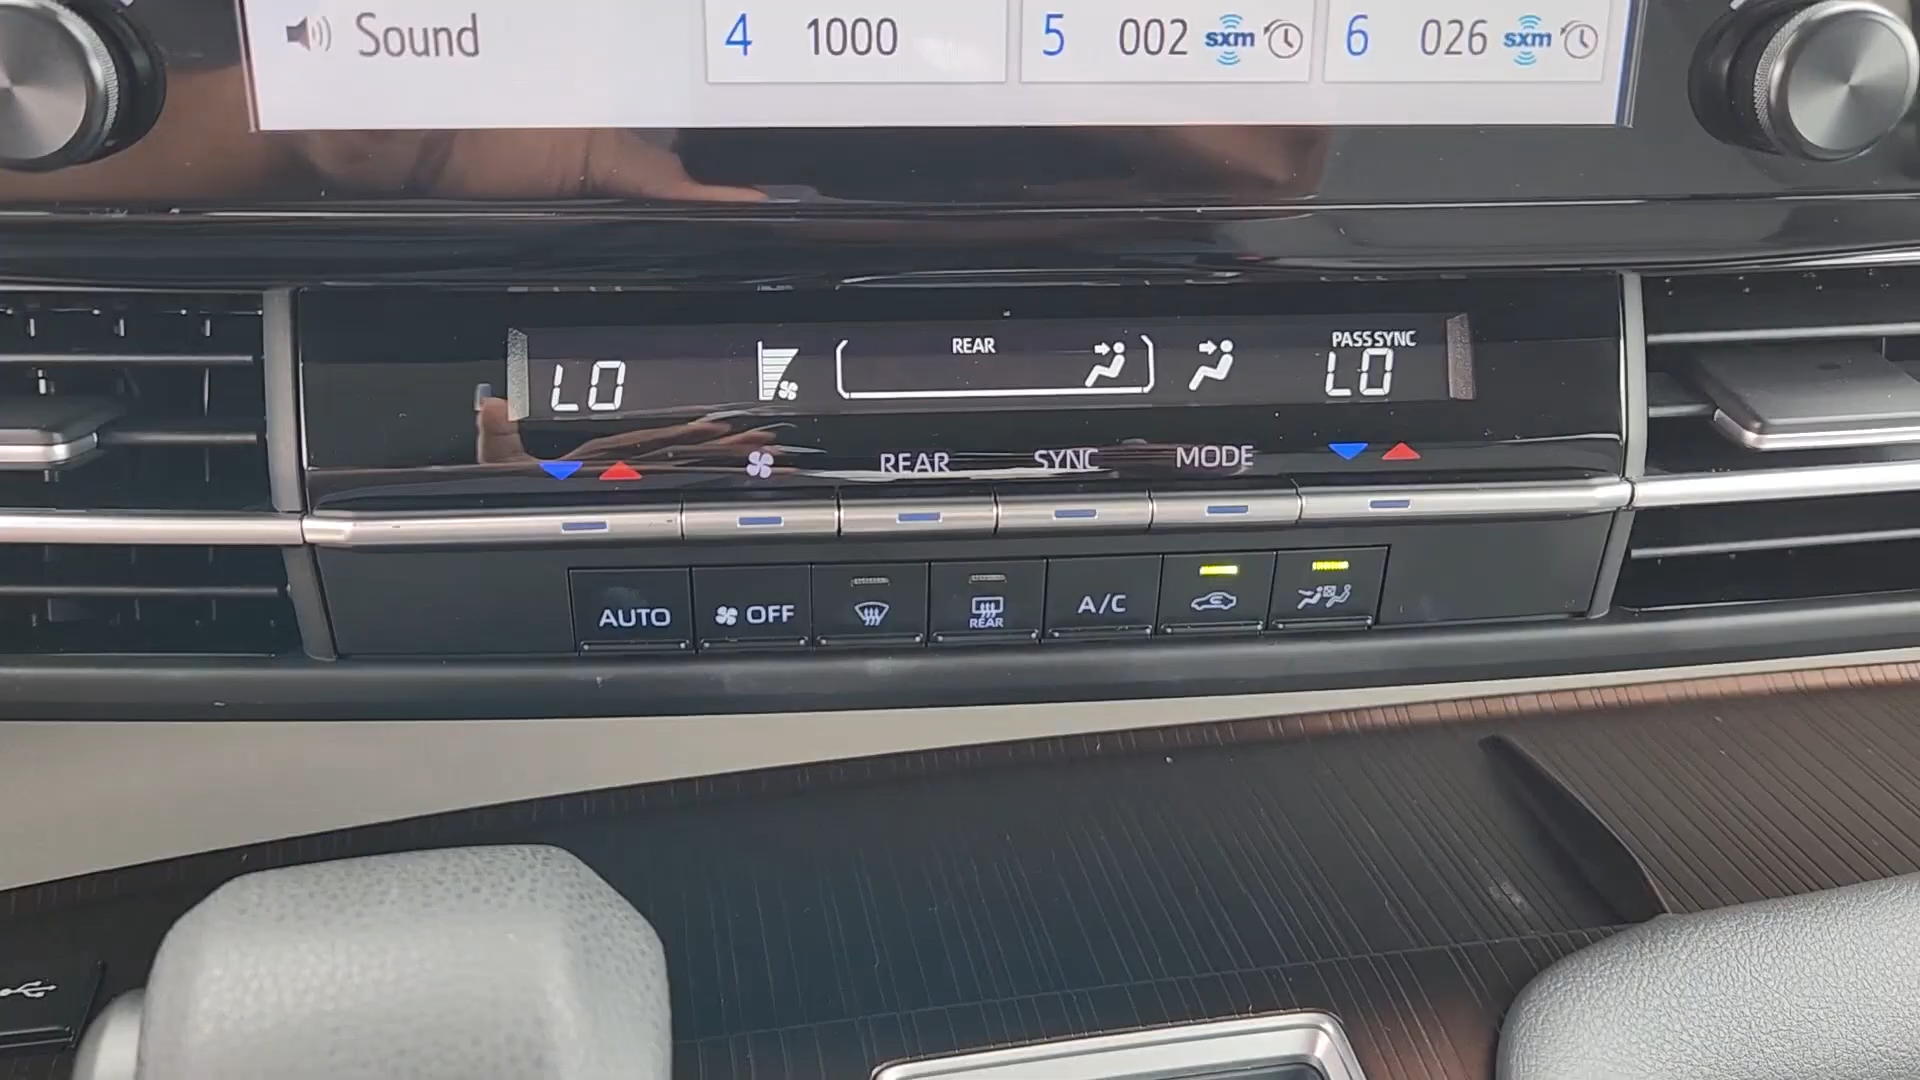 Sound
4 1000
5 002 sxm
6 026 sxm
LO
REAR
PASS SYNC
LO
REAR
SYNC
MODE
AUTO
OFF
REAR
A/C